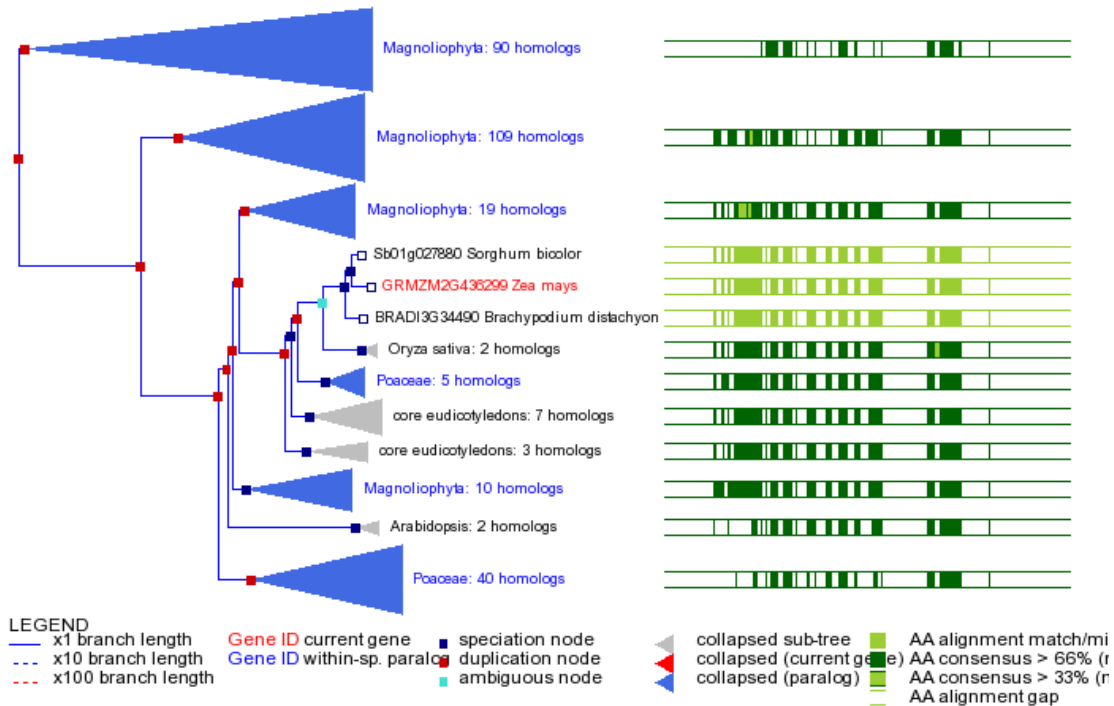 Magnoliophyta: 90 homologs
Magnoliophyta: 109 homologs
Magnoliophyta: 19 homologs
Sb01g027880 Sorghum bicolor
GRMZM2G436299 Zea mays
BRADI3G34490 Brachypodium distachyon
Oryza sativa: 2 homologs
Poaceae: 5 homologs
core eudicotyledons: 7 homologs
core eudicotyledons: 3 homologs
Magnoliophyta: 10 homologs
Arabidopsis: 2 homologs
Poaceae: 40 homologs
LEGEND
x1 branch length
x10 branch length
x100 branch length
Gene ID current gene
Gene ID within-sp. paralog
speciation node
duplication node
ambiguous node
collapsed sub-tree
collapsed (current gene)
collapsed (paralog)
AA alignment match/mi
AA consensus > 66% (
AA consensus > 33% (
AA alignment gap